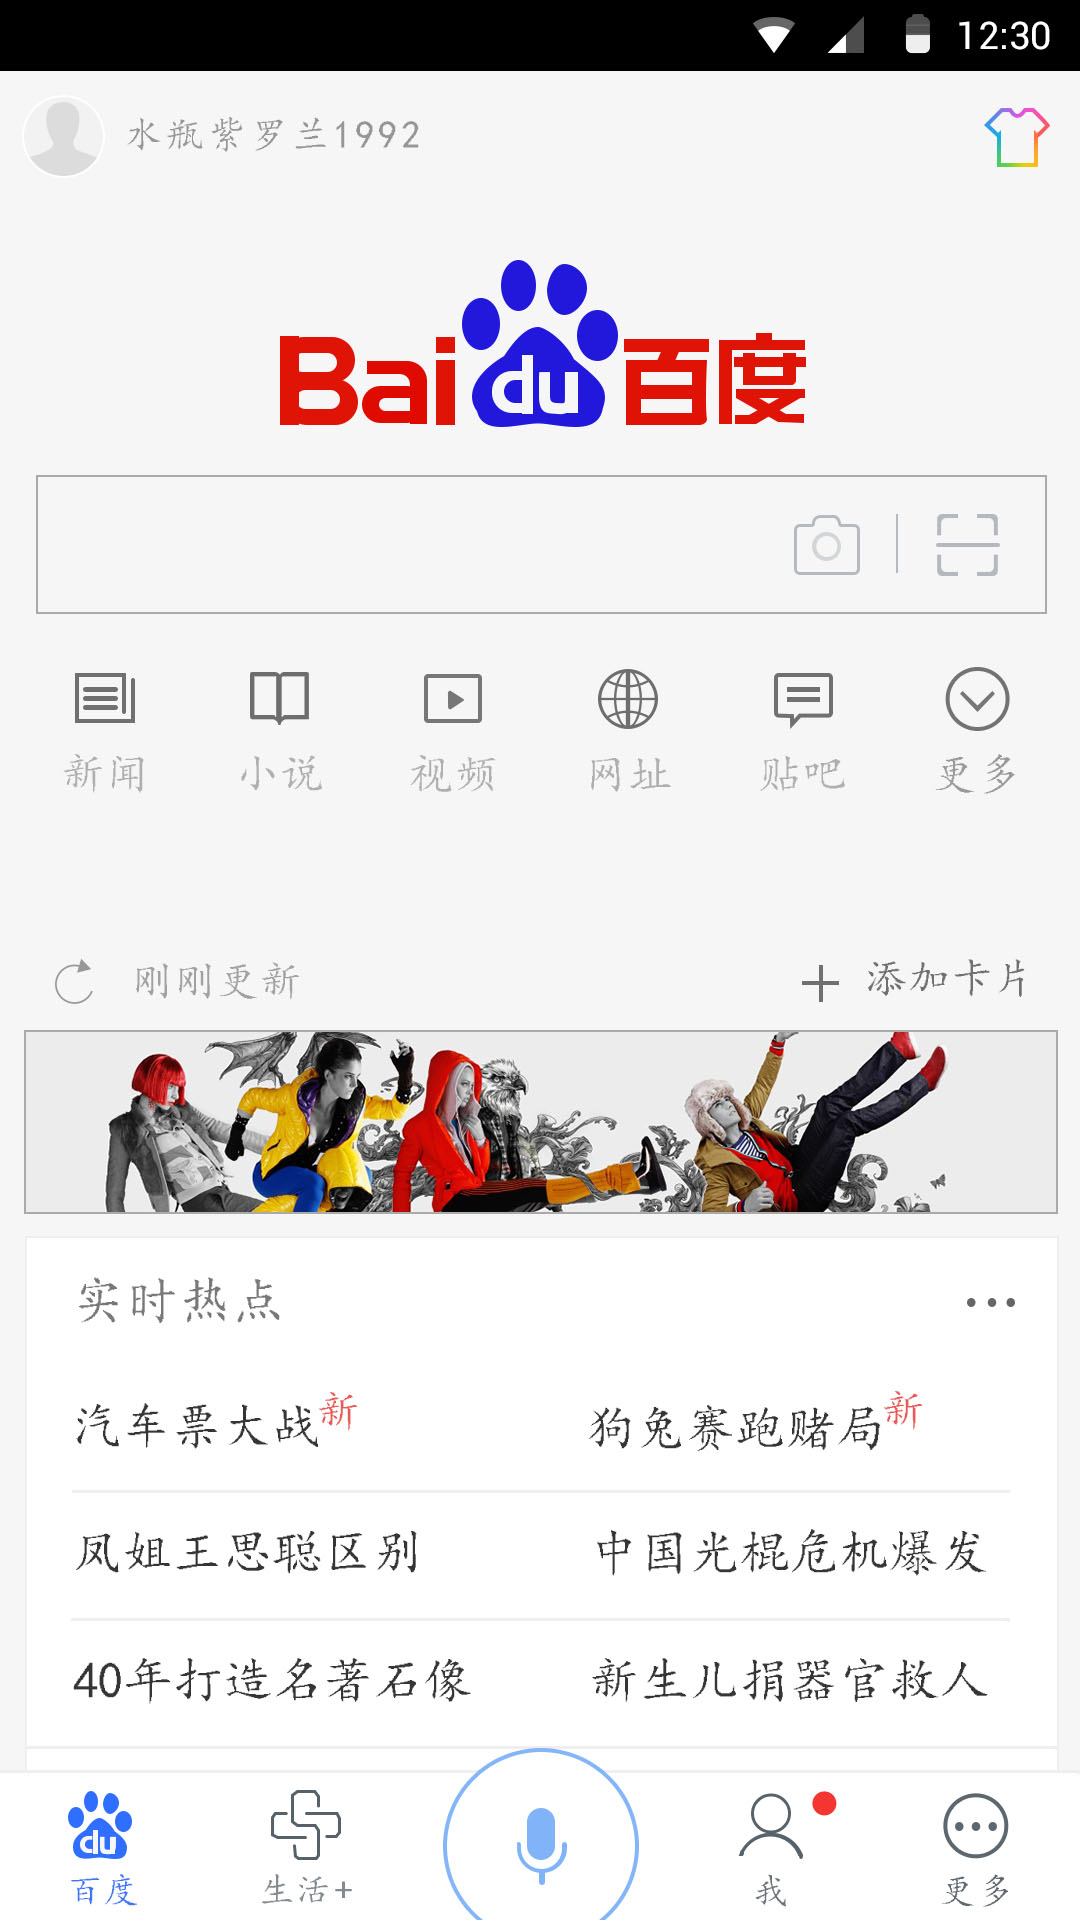 12:30
水瓶紫罗兰1992
Bai du 百度
新闻 小说 视频 网址 贴吧 更多
刚刚更新 添加卡片
实时热点
汽车票大战新 狗兔赛跑赌局新
凤姐王思聪区别 中国光棍危机爆发
40年打造名著石像 新生儿捐器官救人
du
百度 生活+ 我 更多